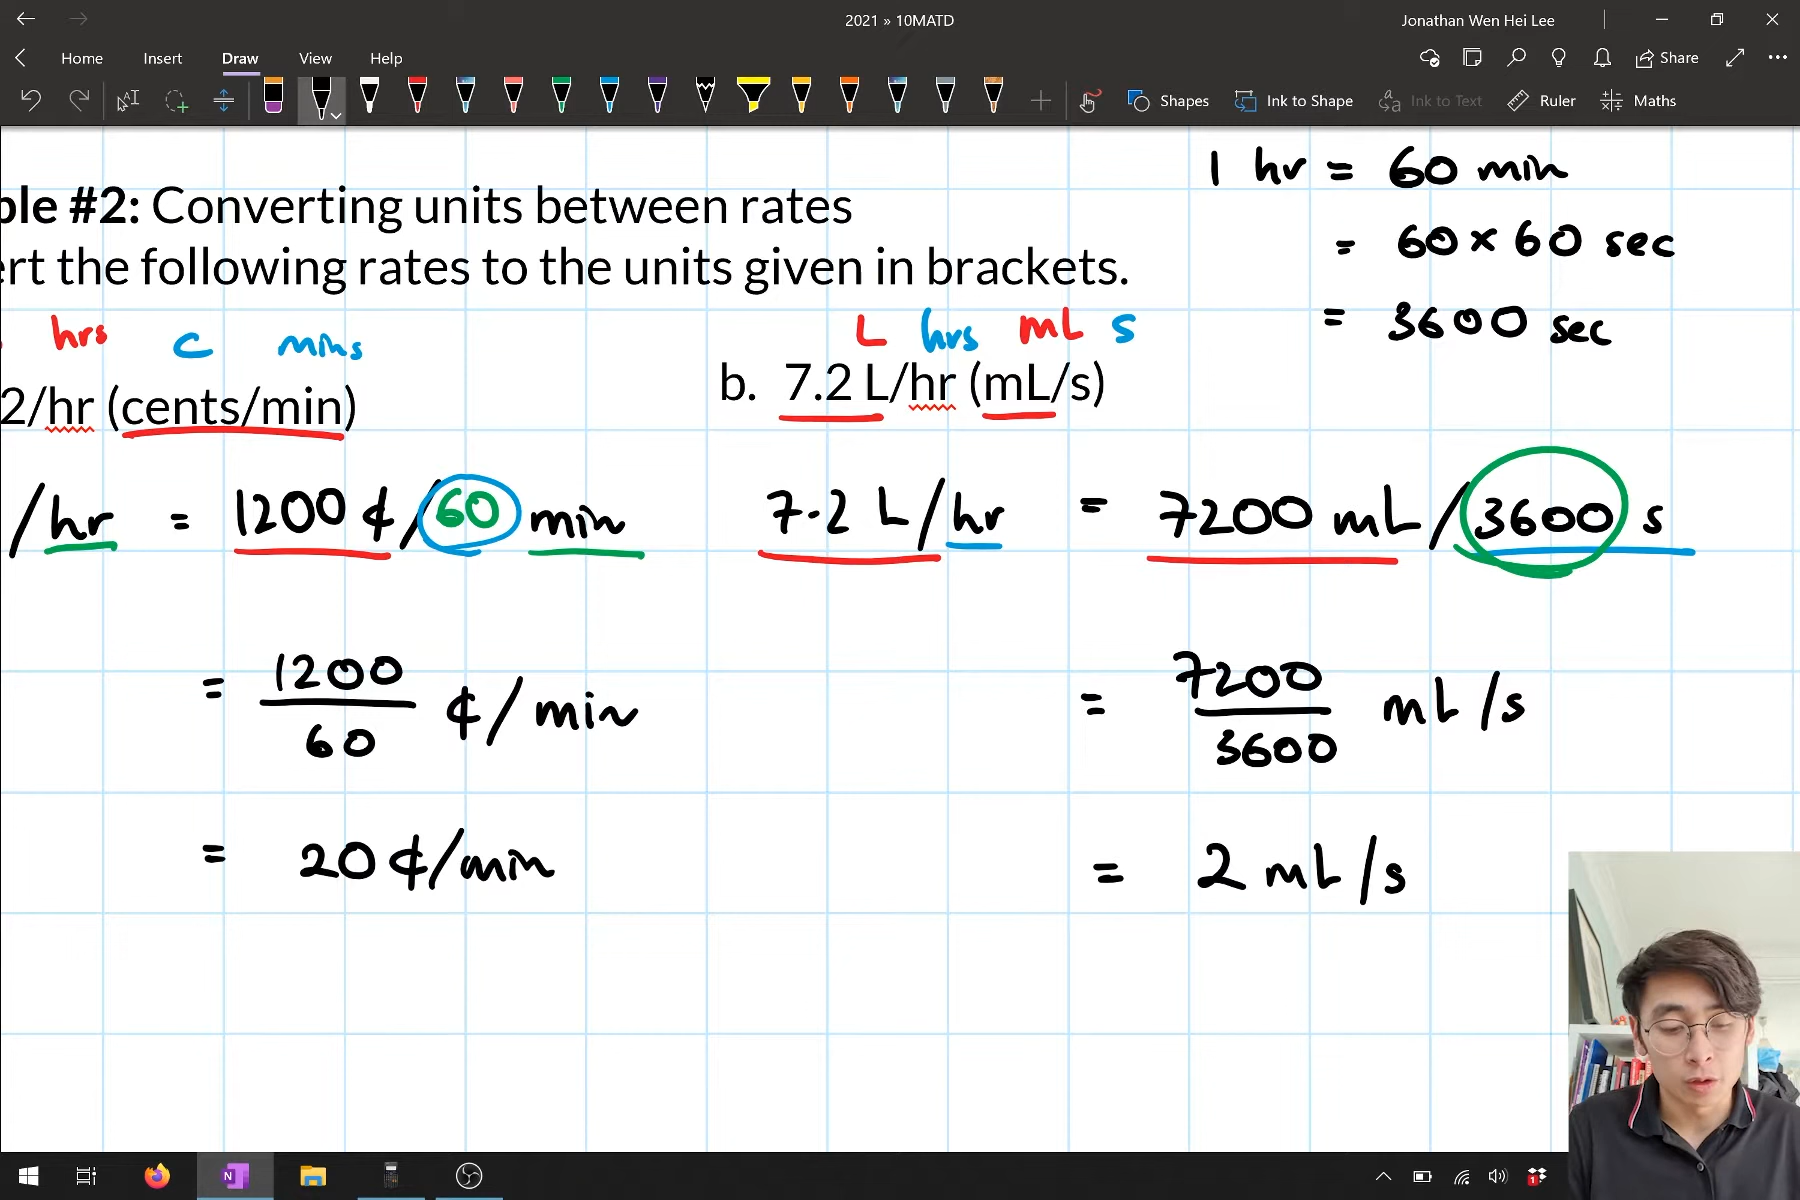 2021 » 10MATD
Jonathan Wen Hei Lee
Home Insert Draw View Help
Share
Shapes Ink to Shape Ink to Text Ruler Maths
ble #2: Converting units between rates
ert the following rates to the units given in brackets.
1 hr = 60 min
= 60 × 60 sec
= 3600 sec
hrs c mins
2/hr (cents/min)
/hr = 1200 ¢/60 min
= 1200/60 ¢/min
= 20 ¢/min
L hrs mL s
b. 7.2 L/hr (mL/s)
7.2 L/hr = 7200 mL/3600 s
= 7200/3600 mL/s
= 2 mL/s